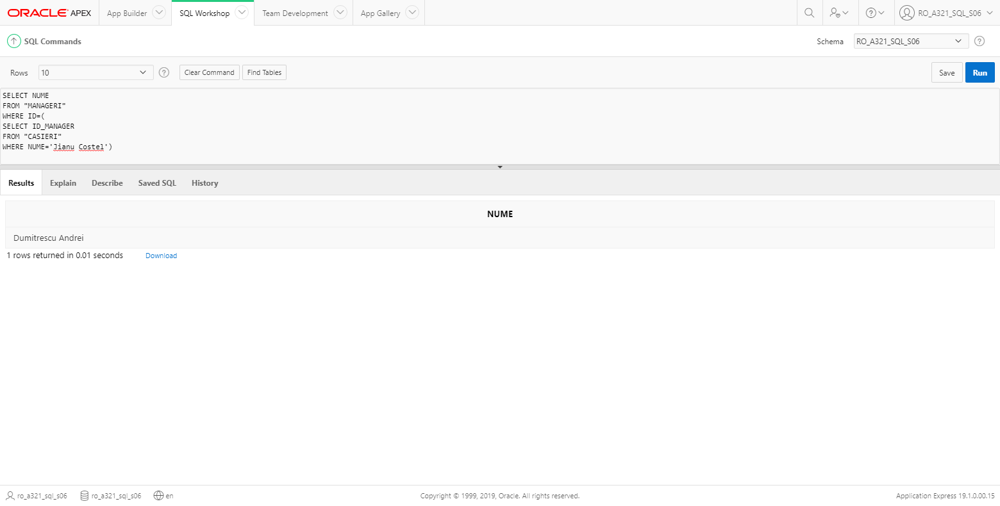 ORACLE APEX App Builder SQL Workshop Team Development App Gallery RO_A321_SQL_S06
SQL Commands Schema RO_A321_SQL_S06
Rows 10 Clear Command Find Tables Save Run
SELECT NUME
FROM "MANAGERI"
WHERE ID=(
SELECT ID_MANAGER
FROM "CASIERI"
WHERE NUME='Jianu Costel')
Results Explain Describe Saved SQL History
NUME
Dumitrescu Andrei
1 rows returned in 0.01 seconds Download
ro_a321_sql_s06 ro_a321_sql_s06 en Copyright © 1999, 2019, Oracle. All rights reserved. Application Express 19.1.0.00.15